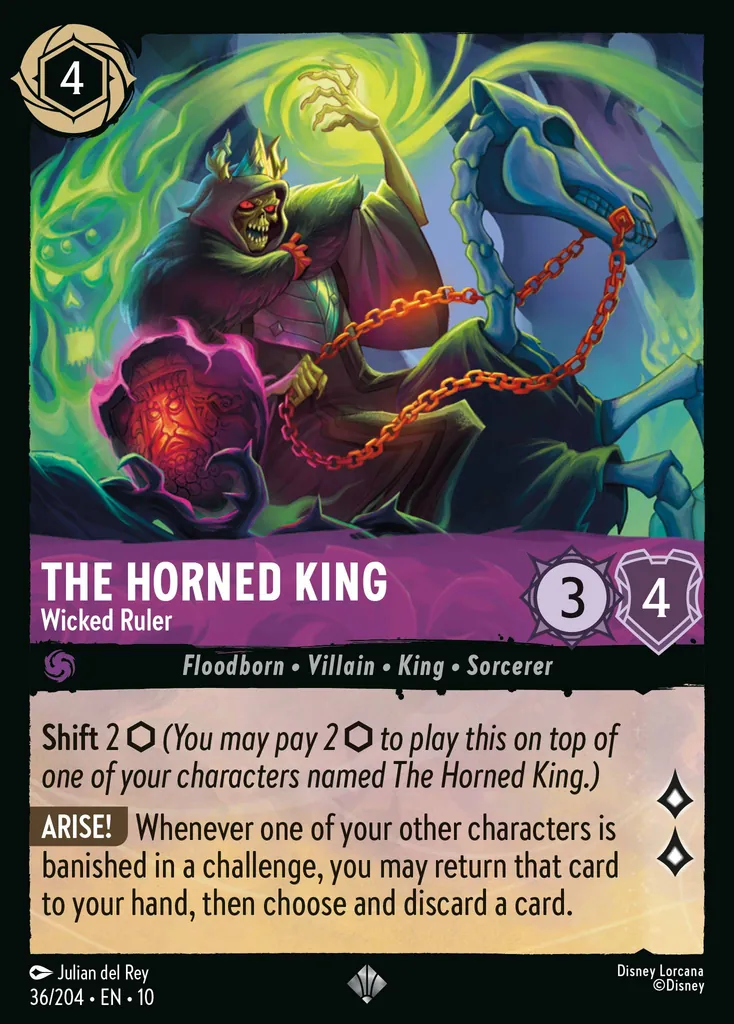 4
THE HORNED KING
Wicked Ruler
3
4
Floodborn • Villain • King • Sorcerer
Shift 2 ⬡ (You may pay 2 ⬡ to play this on top of
one of your characters named The Horned King.)
ARISE! Whenever one of your other characters is
banished in a challenge, you may return that card
to your hand, then choose and discard a card.
Julian del Rey
36/204 • EN • 10
Disney Lorcana
©Disney